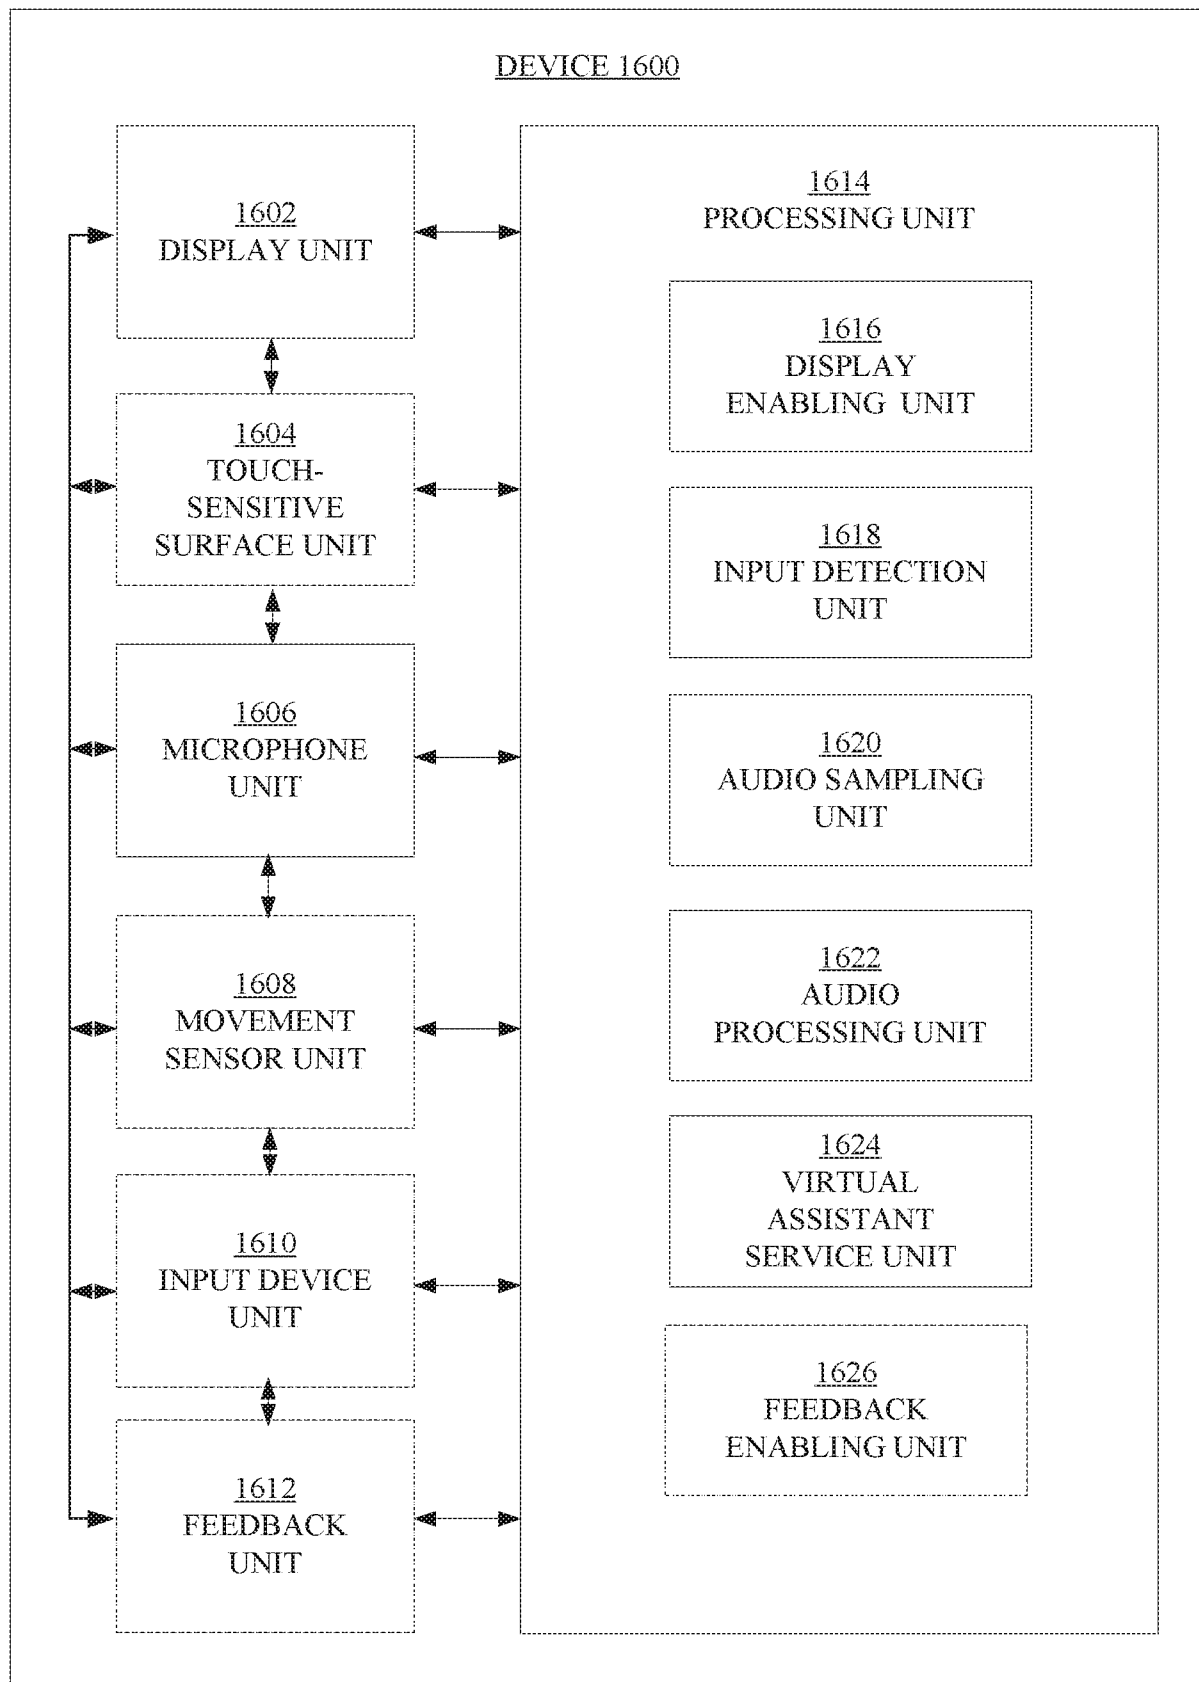 DEVICE 1600
1602
DISPLAY UNIT
1604
TOUCH-
SENSITIVE
SURFACE UNIT
1606
MICROPHONE
UNIT
1608
MOVEMENT
SENSOR UNIT
1610
INPUT DEVICE
UNIT
1612
FEEDBACK
UNIT
1614
PROCESSING UNIT
1616
DISPLAY
ENABLING UNIT
1618
INPUT DETECTION
UNIT
1620
AUDIO SAMPLING
UNIT
1622
AUDIO
PROCESSING UNIT
1624
VIRTUAL
ASSISTANT
SERVICE UNIT
1626
FEEDBACK
ENABLING UNIT